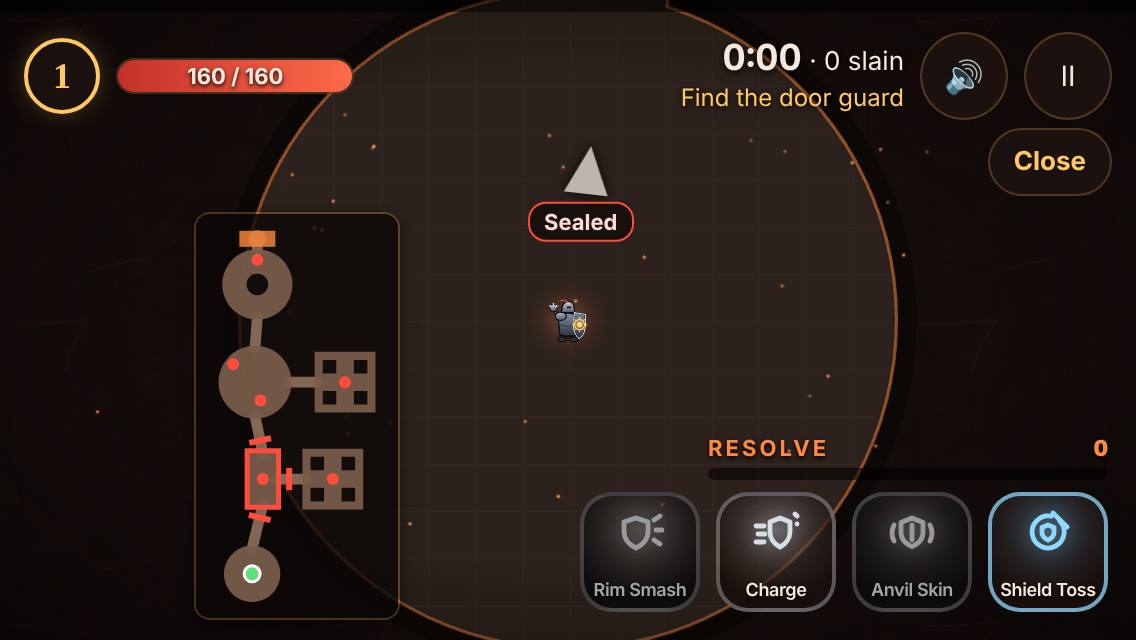 1
160 / 160
0:00 · 0 slain
Find the door guard
Close
Sealed
RESOLVE 0
Rim Smash Charge Anvil Skin Shield Toss